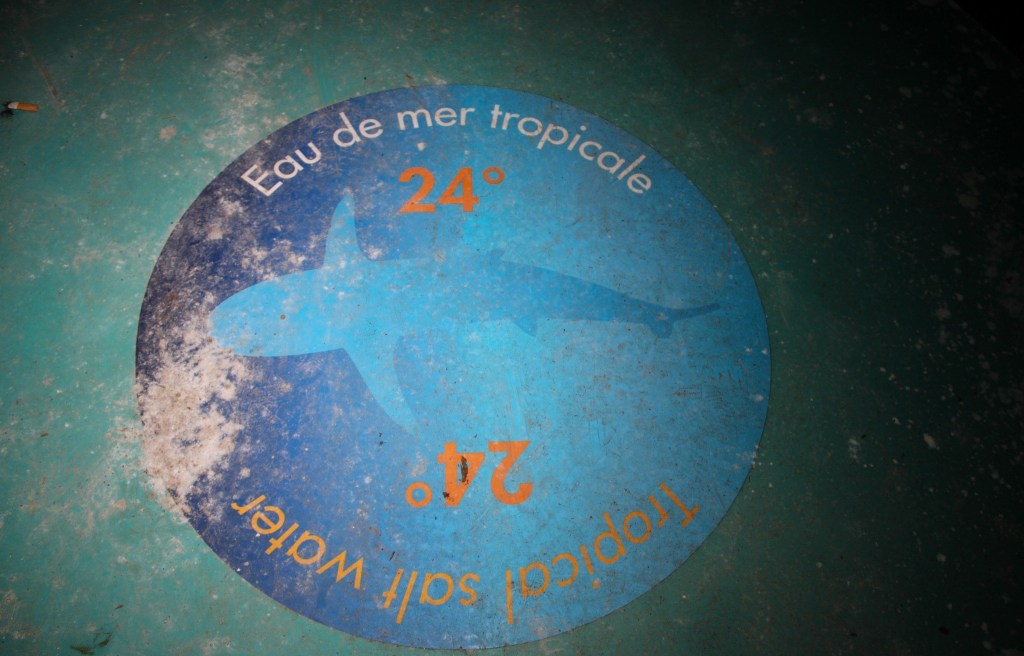 Eau de mer tropicale
24°
24°
Tropical salt water